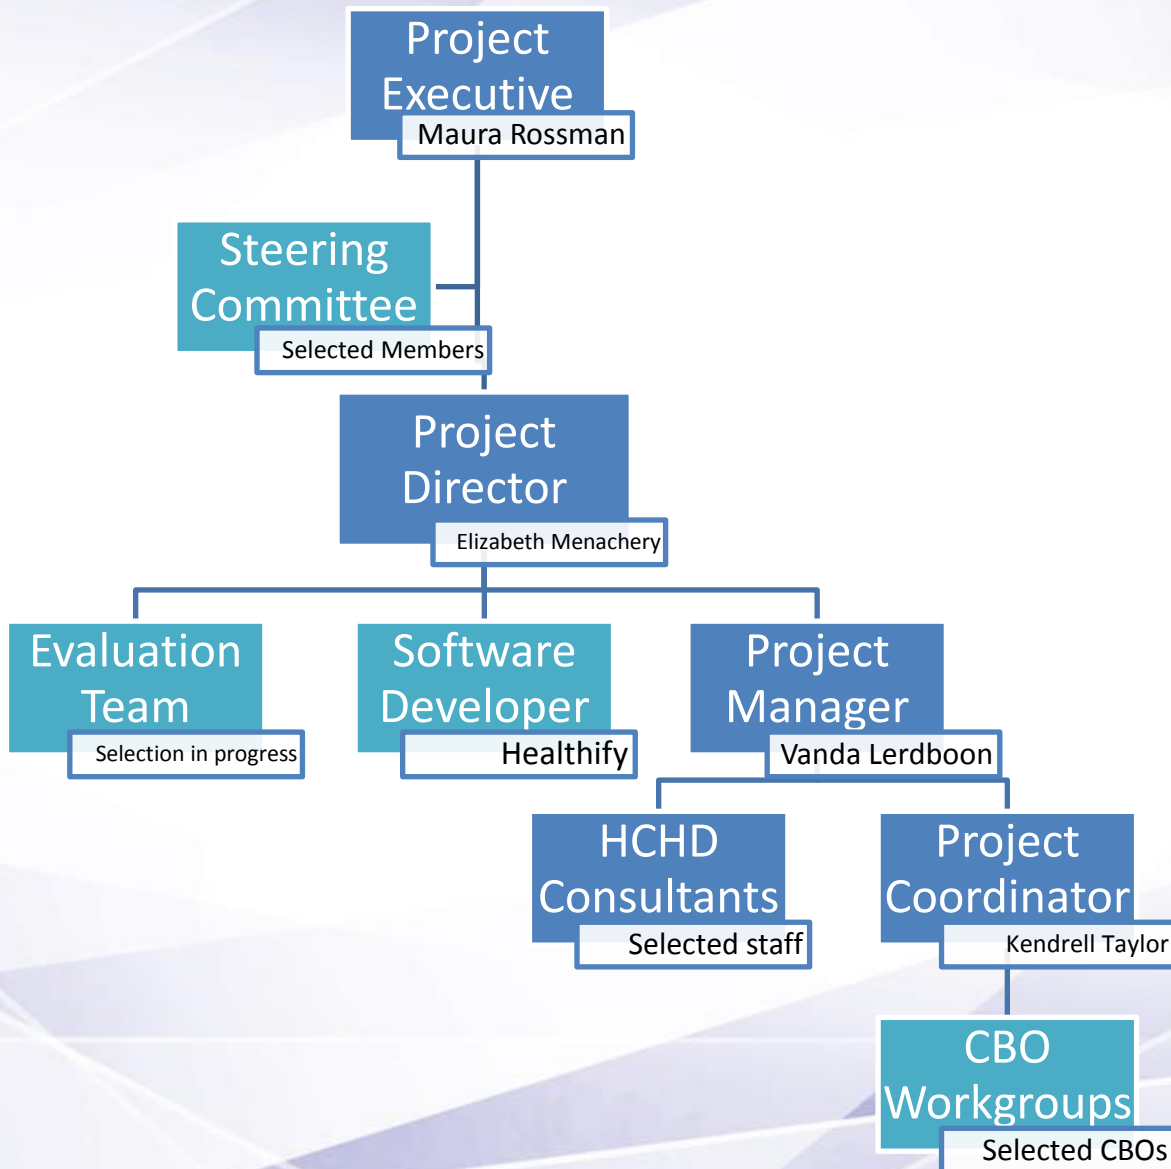 Project
Executive
Maura Rossman
Steering
Committee
Selected Members
Project
Director
Elizabeth Menachery
Evaluation
Team
Selection in progress
Software
Developer
Healthify
Project
Manager
Vanda Lerdboon
HCHD
Consultants
Selected staff
Project
Coordinator
Kendrell Taylor
CBO
Workgroups
Selected CBOs